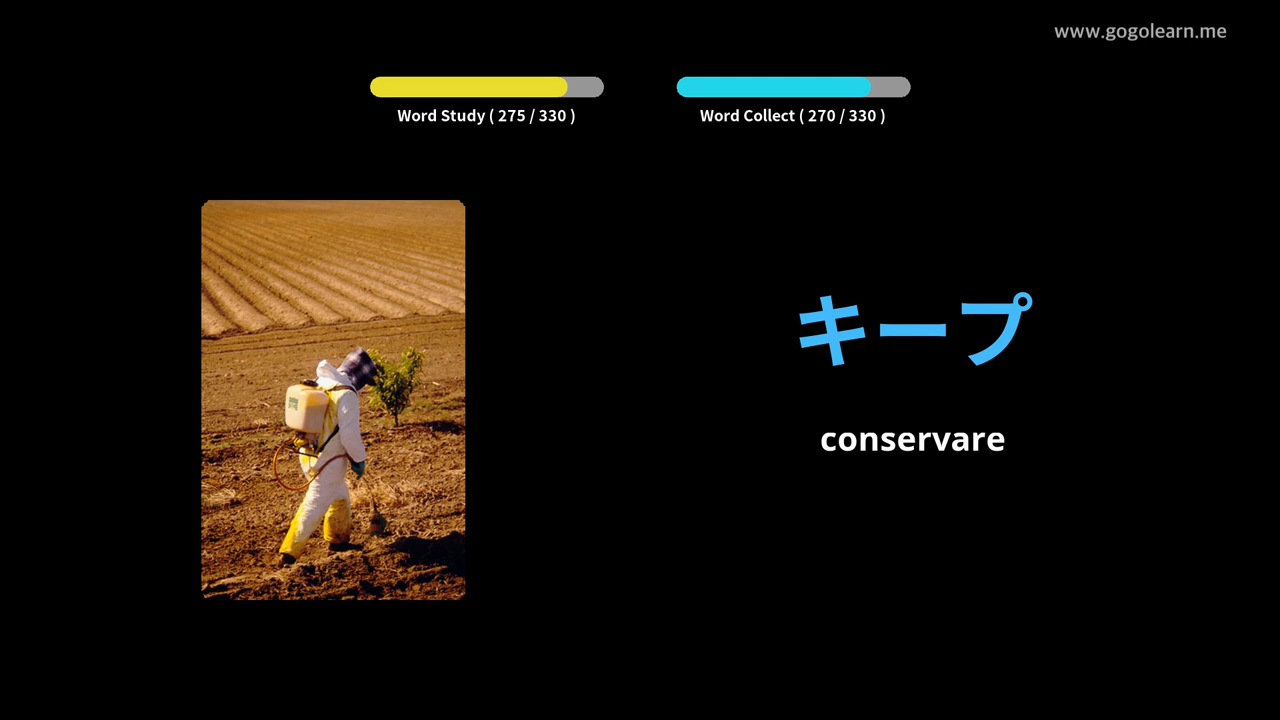 www.gogolearn.me
Word Study ( 275 / 330 )
Word Collect ( 270 / 330 )
キープ
conservare